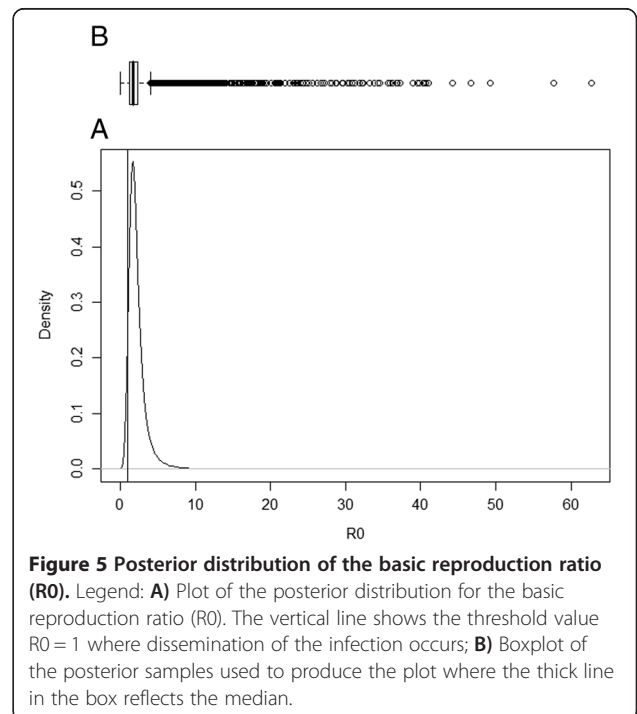 B
A
Density
0.0
0.1
0.2
0.3
0.4
0.5
0 10 20 30 40 50 60
R0
Figure 5 Posterior distribution of the basic reproduction ratio
(R0). Legend: A) Plot of the posterior distribution for the basic
reproduction ratio (R0). The vertical line shows the threshold value
R0 = 1 where dissemination of the infection occurs; B) Boxplot of
the posterior samples used to produce the plot where the thick line
in the box reflects the median.